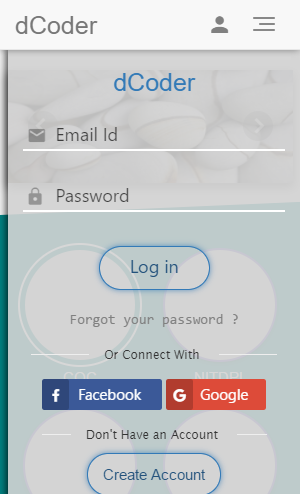 dCoder
dCoder
Email Id
Password
Log in
Forgot your password ?
Or Connect With
Facebook
Google
Don't Have an Account
Create Account